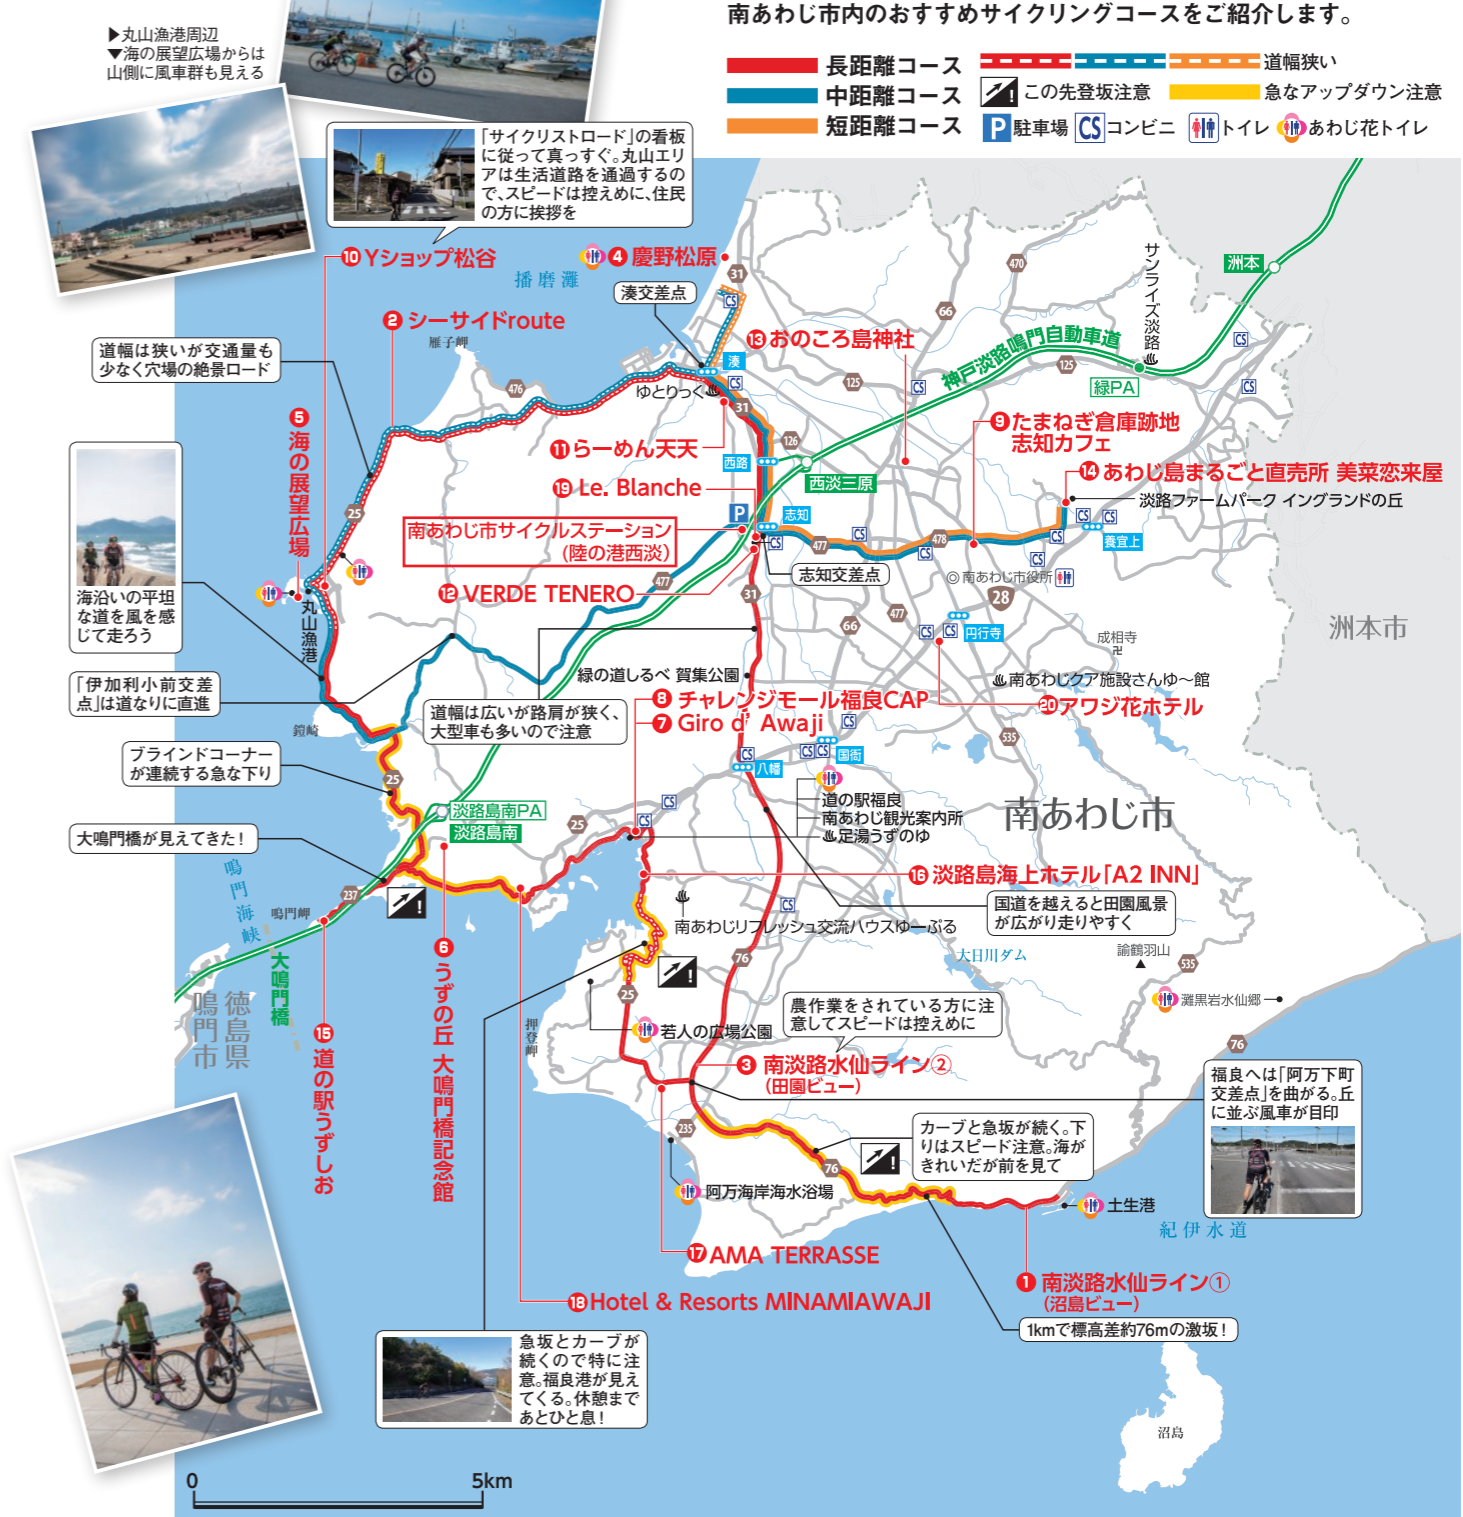 南あわじ市内のおすすめサイクリングコースをご紹介します。
▶丸山漁港周辺
▼海の展望広場からは
山側に風車群も見える
長距離コース
中距離コース
短距離コース
道幅狭い
この先登坂注意
急なアップダウン注意
P駐車場
CSコンビニ
トイレ
あわじ花トイレ
「サイクリストロード」の看板
に従って真っすぐ。丸山エリ
アは生活道路を通過するの
で、スピードは控えめに、住民
の方に挨拶を
⑩Yショップ松谷
播磨灘
④慶野松原
湊交差点
②シーサイドroute
雁子岬
道幅は狭いが交通量も
少なく穴場の絶景ロード
⑬おのころ島神社
神戸淡路鳴門自動車道
サンライズ淡路
洲本
緑PA
湊
ゆとりっく
⑤海の展望広場
⑪らーめん天天
西路
西淡三原
⑨たまねぎ倉庫跡地
志知カフェ
⑭あわじ島まるごと直売所 美菜恋来屋
淡路ファームパーク イングランドの丘
養宜上
⑲Le. Blanche
南あわじ市サイクルステーション
(陸の港西淡)
P
志知
志知交差点
⑫VERDE TENERO
海沿いの平坦
な道を風を感
じて走ろう
丸山漁港
◎南あわじ市役所
円行寺
成相寺
洲本市
「伊加利小前交差
点」は道なりに直進
緑の道しるべ 賀集公園
南あわじクア施設さんゆ〜館
⑳アワジ花ホテル
道幅は広いが路肩が狭く、
大型車も多いので注意
⑧チャレンジモール福良CAP
⑦Giro d' Awaji
鎧崎
ブラインドコーナー
が連続する急な下り
八幡
国衙
道の駅福良
南あわじ観光案内所
足湯うずのゆ
南あわじ市
淡路島南PA
淡路島南
大鳴門橋が見えてきた!
鳴門海峡
鳴門岬
大鳴門橋
徳島県
鳴門市
⑯淡路島海上ホテル「A2 INN」
国道を越えると田園風景
が広がり走りやすく
南あわじリフレッシュ交流ハウスゆーぷる
大日川ダム
諭鶴羽山
灘黒岩水仙郷
⑥うずの丘 大鳴門橋記念館
⑮道の駅うずしお
押登岬
若人の広場公園
農作業をされている方に注
意してスピードは控えめに
③南淡路水仙ライン②
(田園ビュー)
福良へは「阿万下町
交差点」を曲がる。丘
に並ぶ風車が目印
カーブと急坂が続く。下
りはスピード注意。海が
きれいだが前を見て
阿万海岸海水浴場
土生港
紀伊水道
⑰AMA TERRASSE
①南淡路水仙ライン①
(沼島ビュー)
⑱Hotel & Resorts MINAMIAWAJI
1kmで標高差約76mの激坂!
急坂とカーブが
続くので特に注
意。福良港が見え
てくる。休憩まで
あとひと息!
沼島
0 5km
31
470
66
125
125
476
31
126
25
477
478
477
28
477
66
31
535
25
25
237
76
535
25
76
235
76